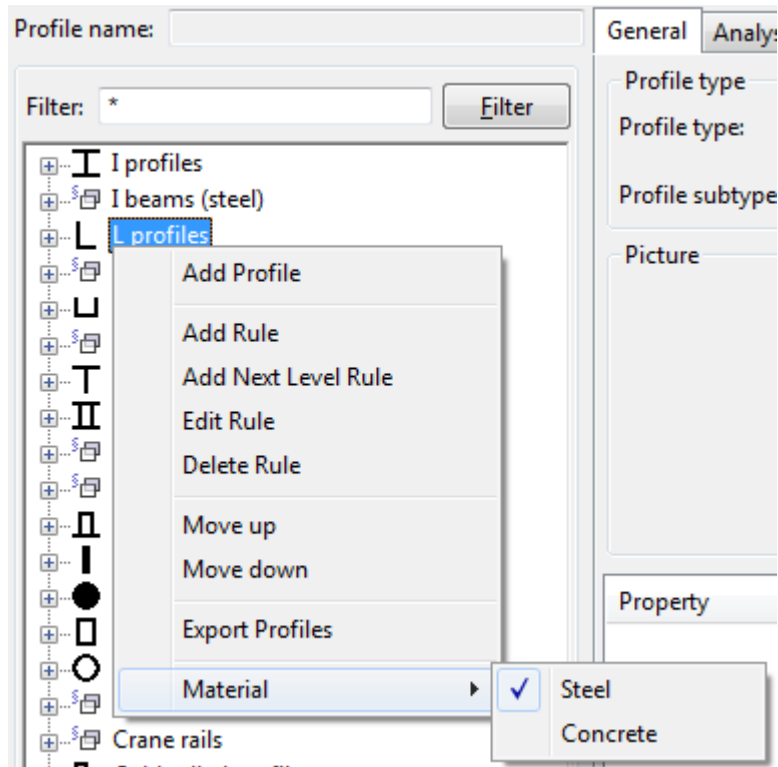 Profile name:
General
Analys
Filter: *
Filter
Profile type
Profile type:
Profile subtype
Picture
I profiles
I beams (steel)
L profiles
Add Profile
Add Rule
Add Next Level Rule
Edit Rule
Delete Rule
Move up
Move down
Export Profiles
Material
Steel
Concrete
Crane rails
Property